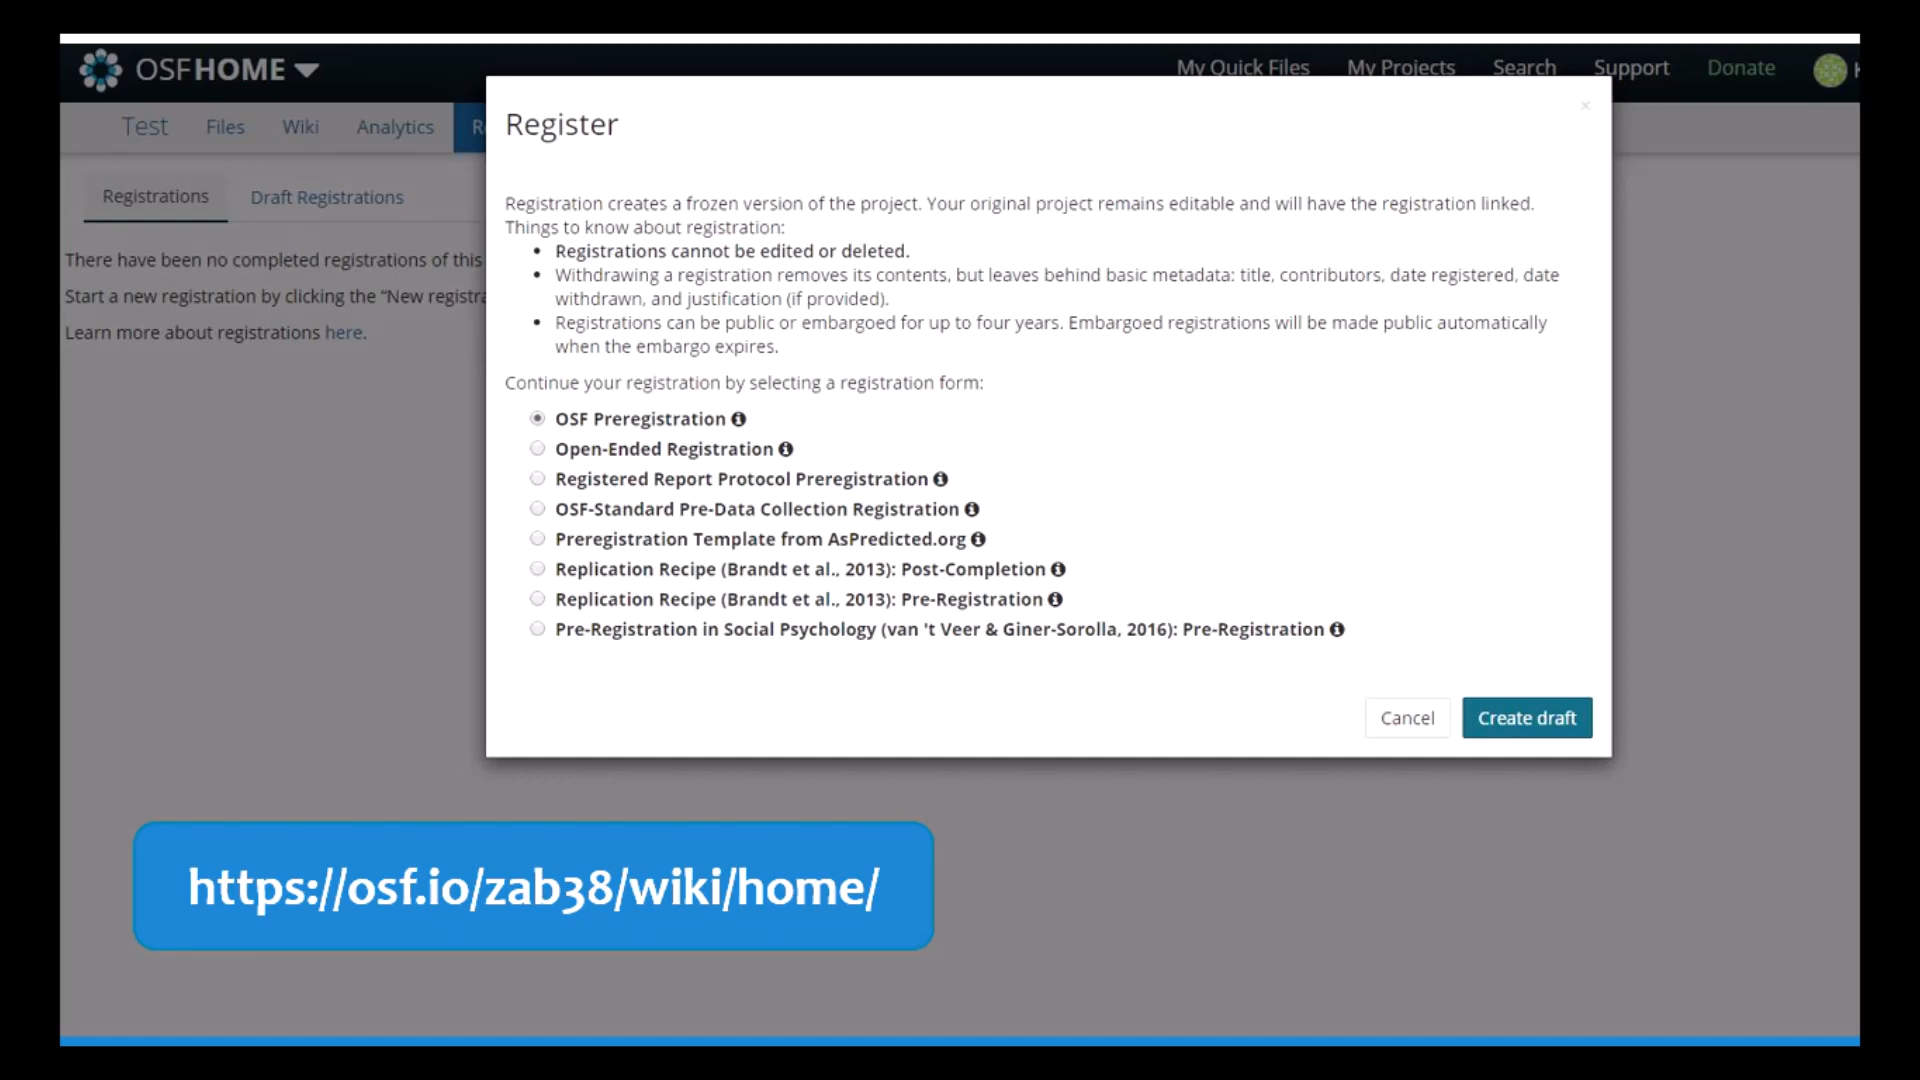 OSFHOME
My Quick Files My Projects Search Support Donate
Test Files Wiki Analytics
Registrations Draft Registrations
There have been no completed registrations of this
Start a new registration by clicking the “New registra
Learn more about registrations here.
Register
×
Registration creates a frozen version of the project. Your original project remains editable and will have the registration linked.
Things to know about registration:
• Registrations cannot be edited or deleted.
• Withdrawing a registration removes its contents, but leaves behind basic metadata: title, contributors, date registered, date
withdrawn, and justification (if provided).
• Registrations can be public or embargoed for up to four years. Embargoed registrations will be made public automatically
when the embargo expires.
Continue your registration by selecting a registration form:
OSF Preregistration
Open-Ended Registration
Registered Report Protocol Preregistration
OSF-Standard Pre-Data Collection Registration
Preregistration Template from AsPredicted.org
Replication Recipe (Brandt et al., 2013): Post-Completion
Replication Recipe (Brandt et al., 2013): Pre-Registration
Pre-Registration in Social Psychology (van 't Veer & Giner-Sorolla, 2016): Pre-Registration
Cancel Create draft
https://osf.io/zab38/wiki/home/